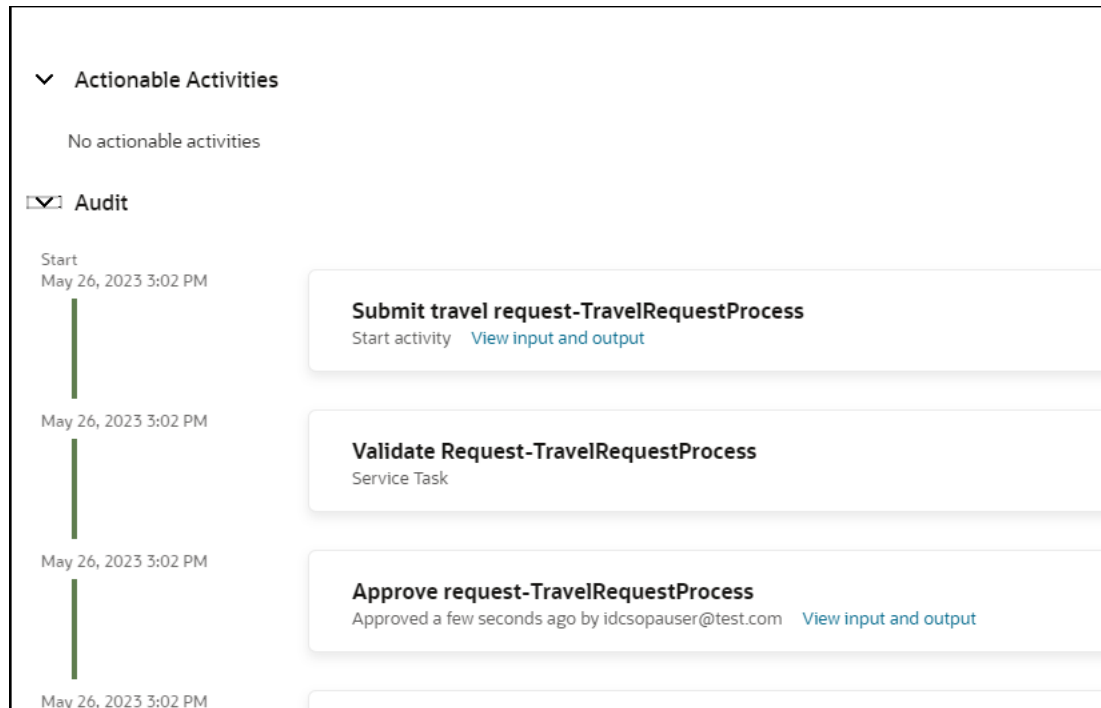 Actionable Activities
No actionable activities
Audit
Start
May 26, 2023 3:02 PM
Submit travel request-TravelRequestProcess
Start activity View input and output
May 26, 2023 3:02 PM
Validate Request-TravelRequestProcess
Service Task
May 26, 2023 3:02 PM
Approve request-TravelRequestProcess
Approved a few seconds ago by idcsopauser@test.com View input and output
May 26, 2023 3:02 PM